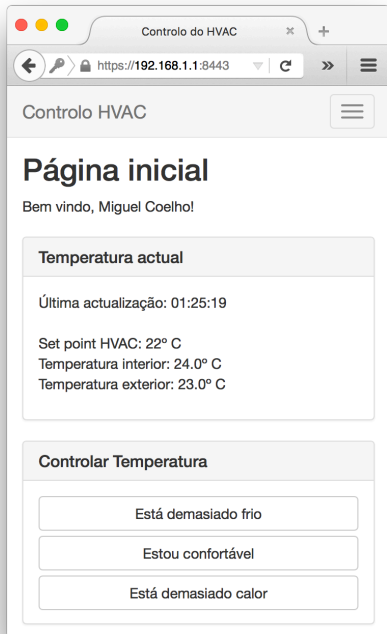 Controlo do HVAC
https://192.168.1.1:8443
Controlo HVAC
Página inicial
Bem vindo, Miguel Coelho!
Temperatura actual
Última actualização: 01:25:19
Set point HVAC: 22º C
Temperatura interior: 24.0º C
Temperatura exterior: 23.0º C
Controlar Temperatura
Está demasiado frio
Estou confortável
Está demasiado calor